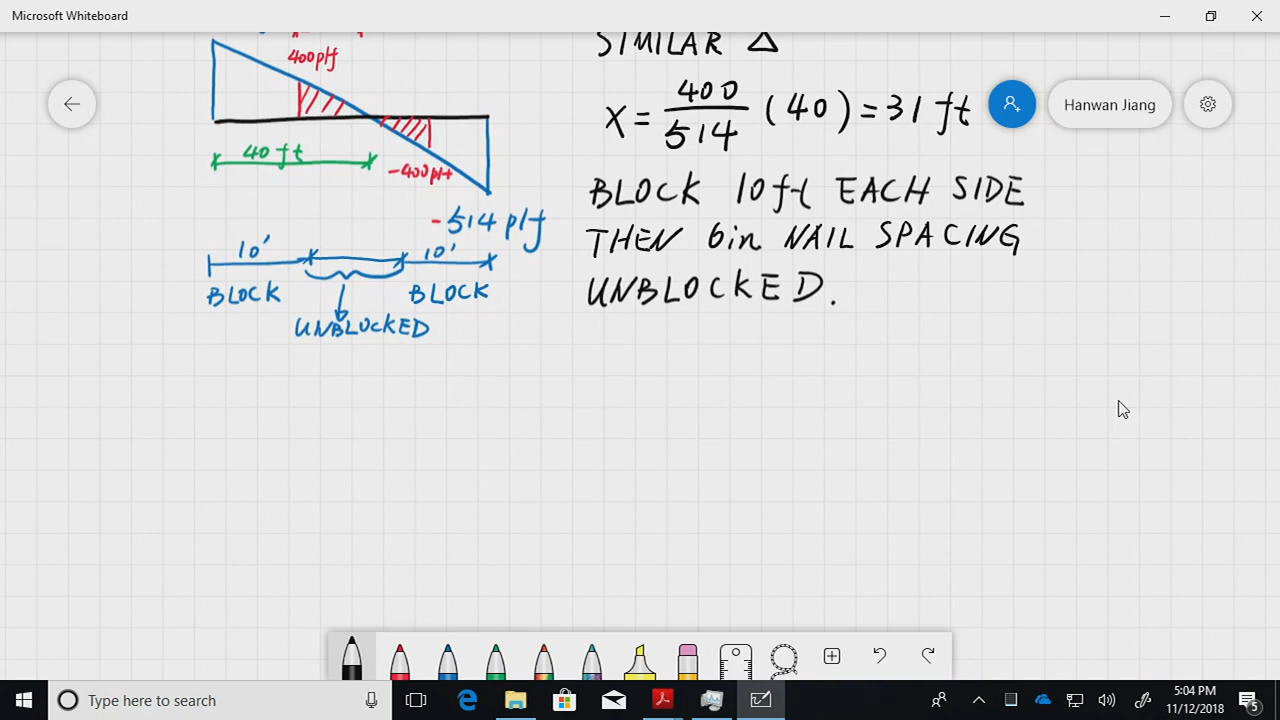 Microsoft Whiteboard
SIMILAR △
400plf
X = 400/514 (40) = 31 ft
Hanwan Jiang
40 ft
-400plf
BLOCK 10ft EACH SIDE
-514 plf
THEN 6in NAIL SPACING
10' 10'
BLOCK BLOCK
UNBLOCKED.
UNBLOCKED
Type here to search
5:04 PM
11/12/2018
5